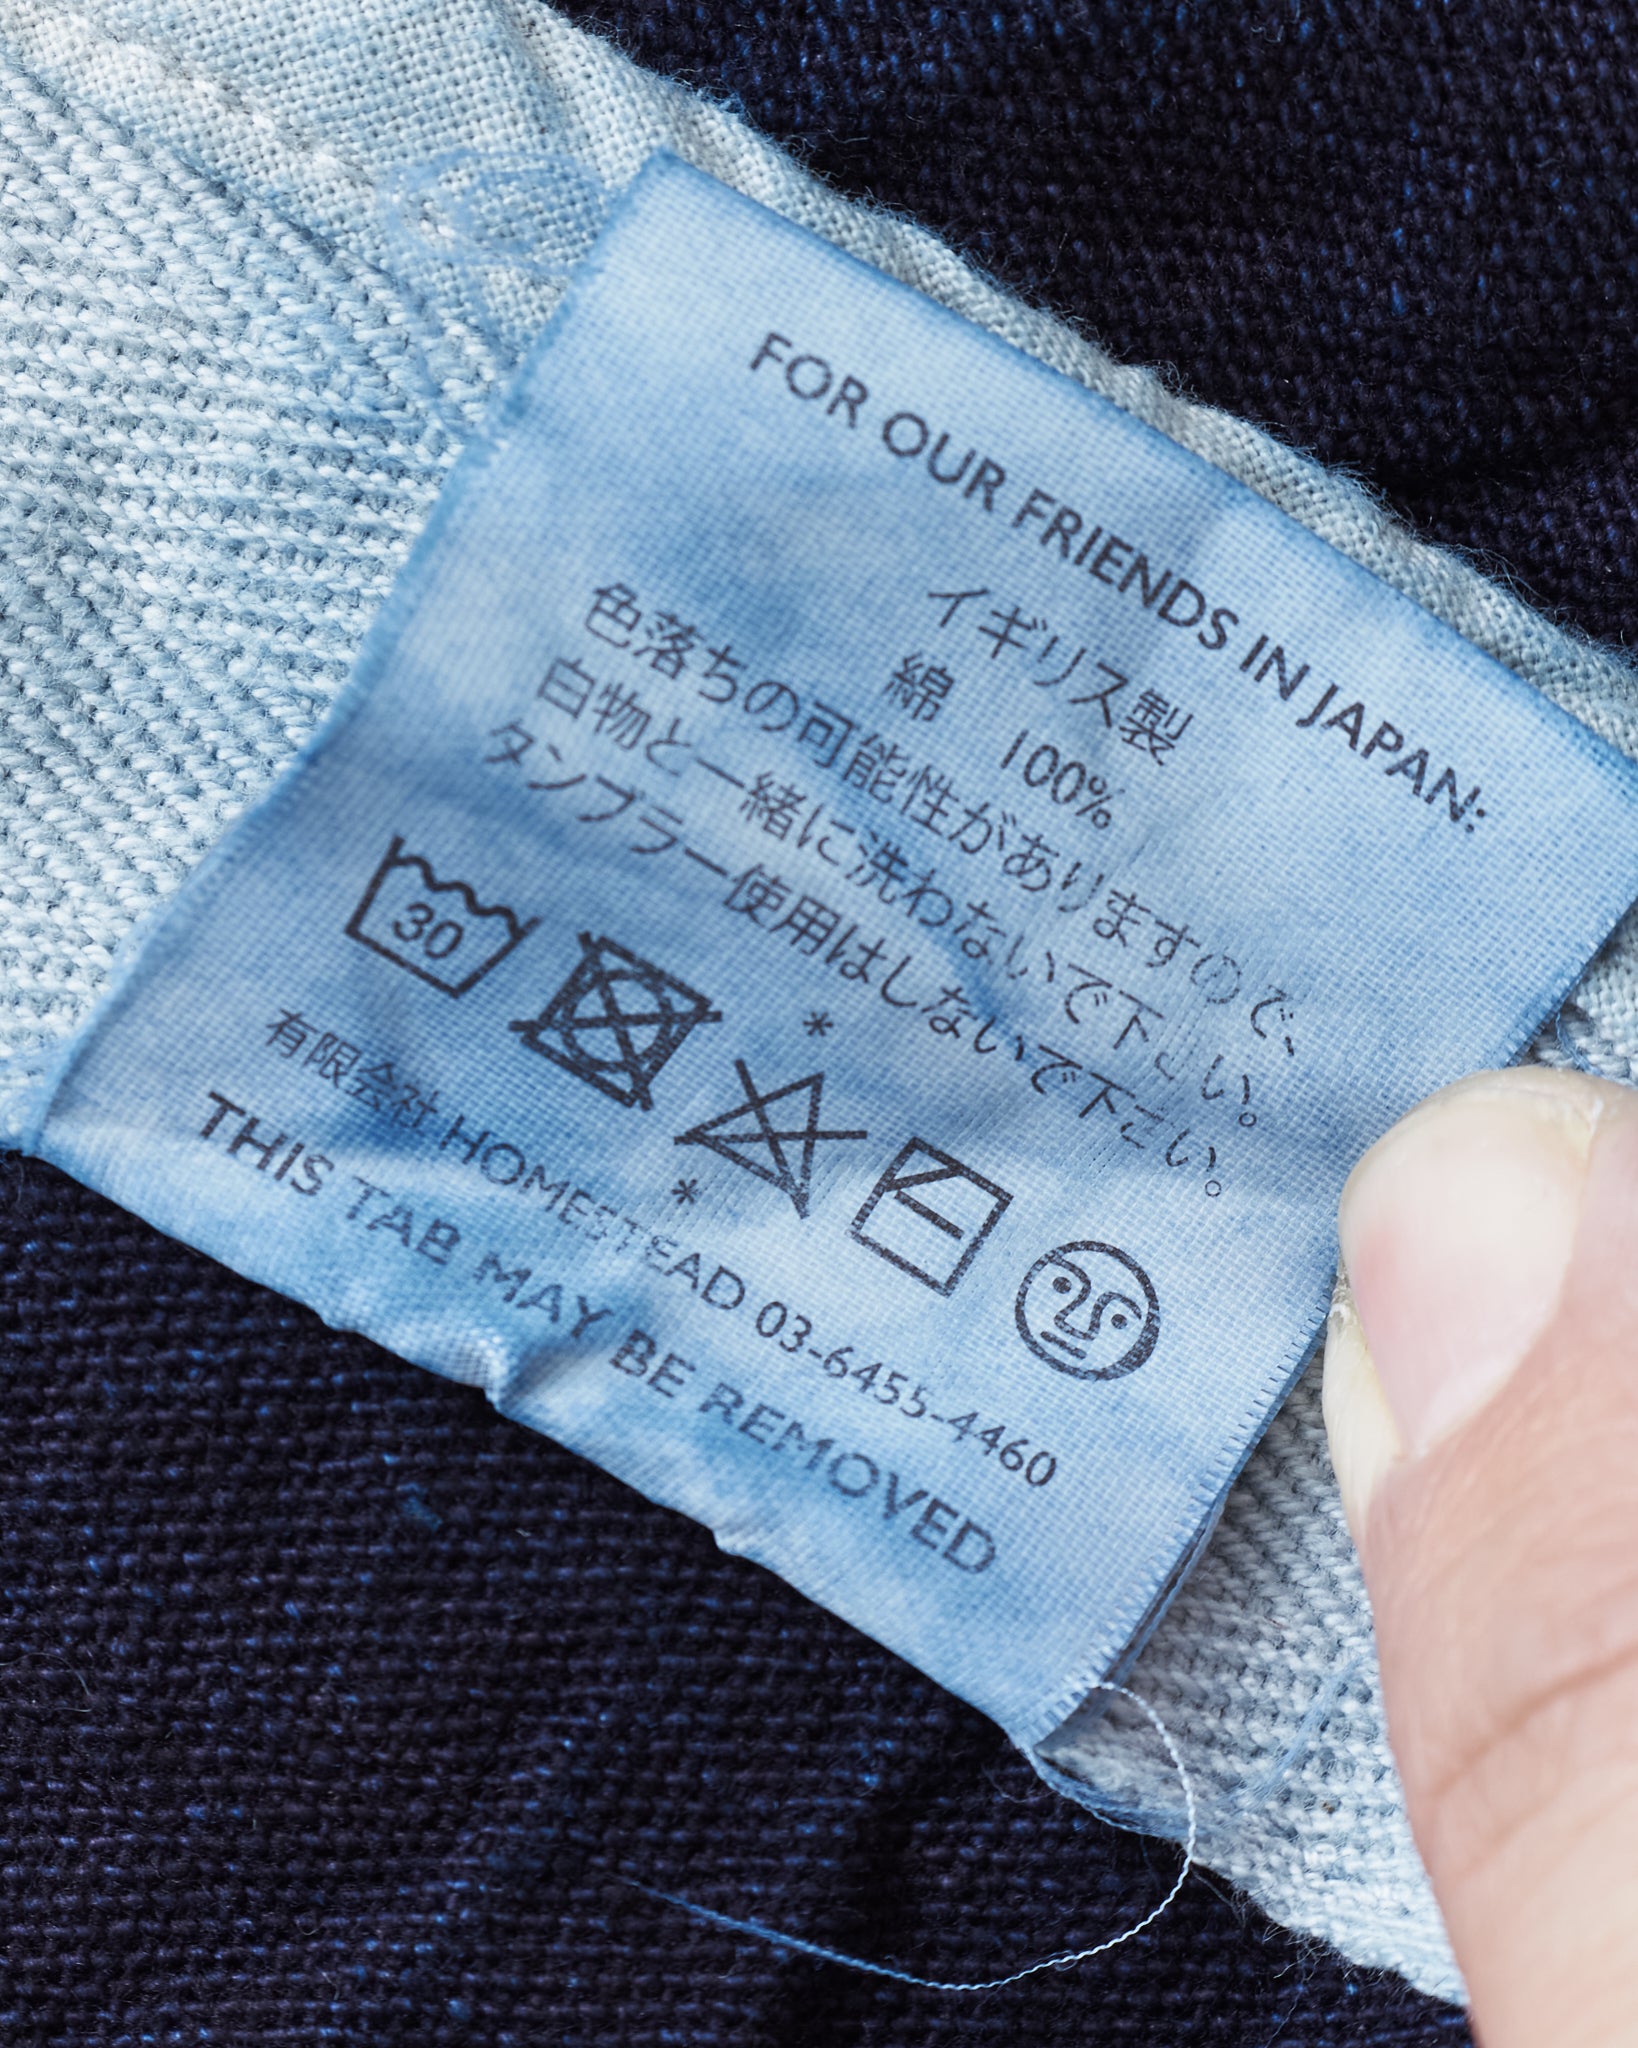 FOR OUR FRIENDS IN JAPAN:
イギリス製
綿 100%
色落ちの可能性がありますので、
白物と一緒に洗わないで下さい。
タンブラー使用はしないで下さい。
30
*
*
有限会社 HOMESTEAD 03-6455-4460
THIS TAB MAY BE REMOVED